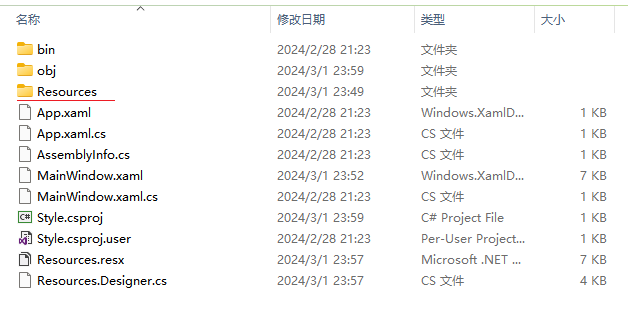 名称 修改日期 类型 大小
bin 2024/2/28 21:23 文件夹
obj 2024/3/1 23:59 文件夹
Resources 2024/3/1 23:49 文件夹
App.xaml 2024/2/28 21:23 Windows.XamlD... 1 KB
App.xaml.cs 2024/2/28 21:23 CS 文件 1 KB
AssemblyInfo.cs 2024/2/28 21:23 CS 文件 1 KB
MainWindow.xaml 2024/3/1 23:52 Windows.XamlD... 7 KB
MainWindow.xaml.cs 2024/2/28 21:23 CS 文件 1 KB
Style.csproj 2024/3/1 23:59 C# Project File 1 KB
Style.csproj.user 2024/2/28 21:23 Per-User Project... 1 KB
Resources.resx 2024/3/1 23:57 Microsoft .NET ... 7 KB
Resources.Designer.cs 2024/3/1 23:57 CS 文件 4 KB